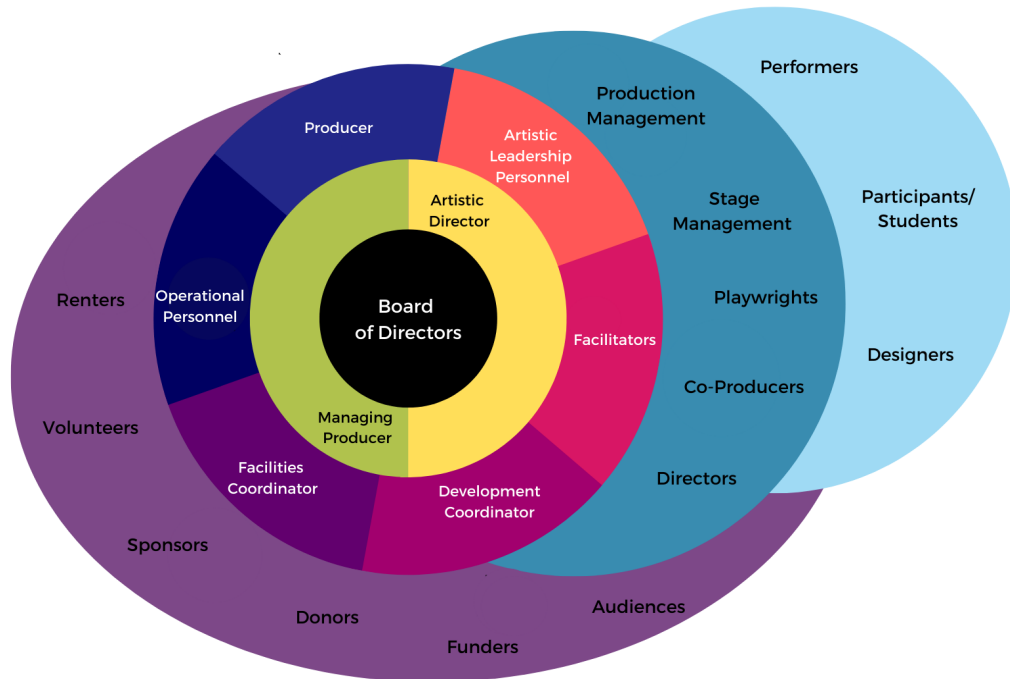 Performers
Production
Management
Producer
Artistic
Leadership
Personnel
Artistic
Director
Stage
Management
Participants/
Students
Renters
Operational
Personnel
Board
of Directors
Playwrights
Facilitators
Designers
Co-Producers
Volunteers
Managing
Producer
Facilities
Coordinator
Development
Coordinator
Directors
Sponsors
Donors
Audiences
Funders